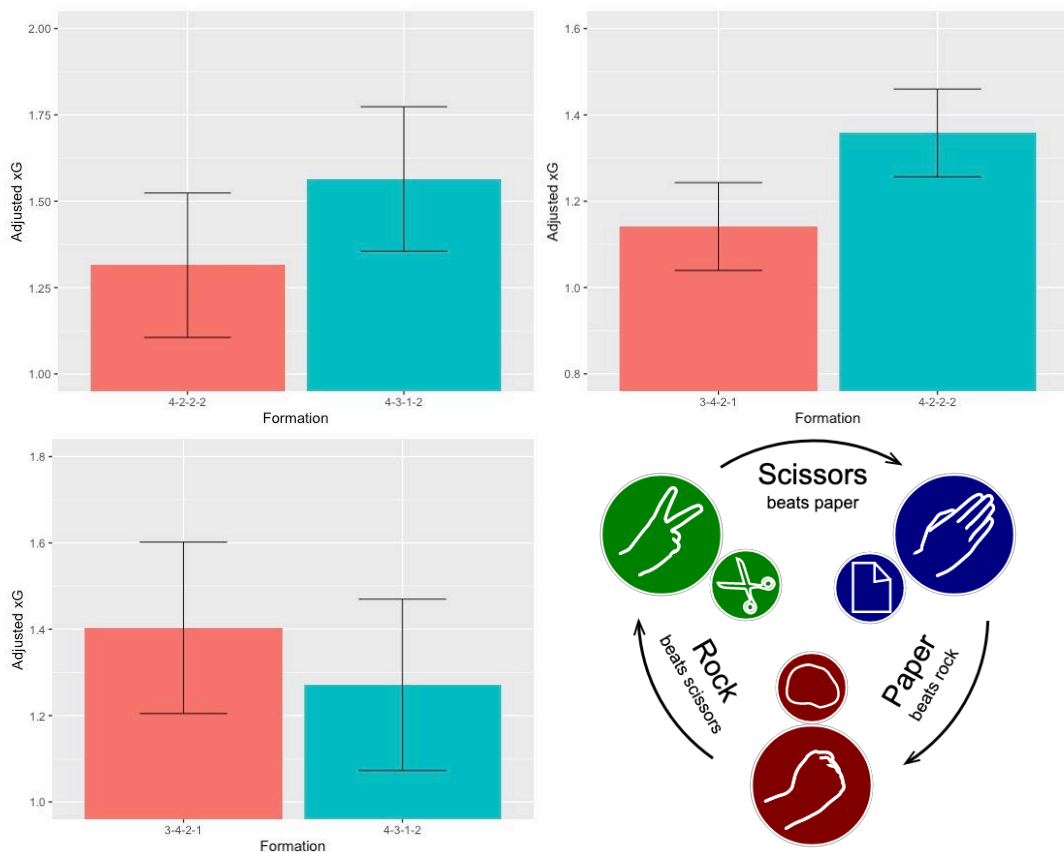 2.00
1.75
1.50
1.25
1.00
Adjusted xG
4-2-2-2 4-3-1-2
Formation
1.6
1.4
1.2
1.0
0.8
Adjusted xG
3-4-2-1 4-2-2-2
Formation
1.8
1.6
1.4
1.2
1.0
Adjusted xG
3-4-2-1 4-3-1-2
Formation
Scissors
beats paper
Paper
beats rock
Rock
beats scissors